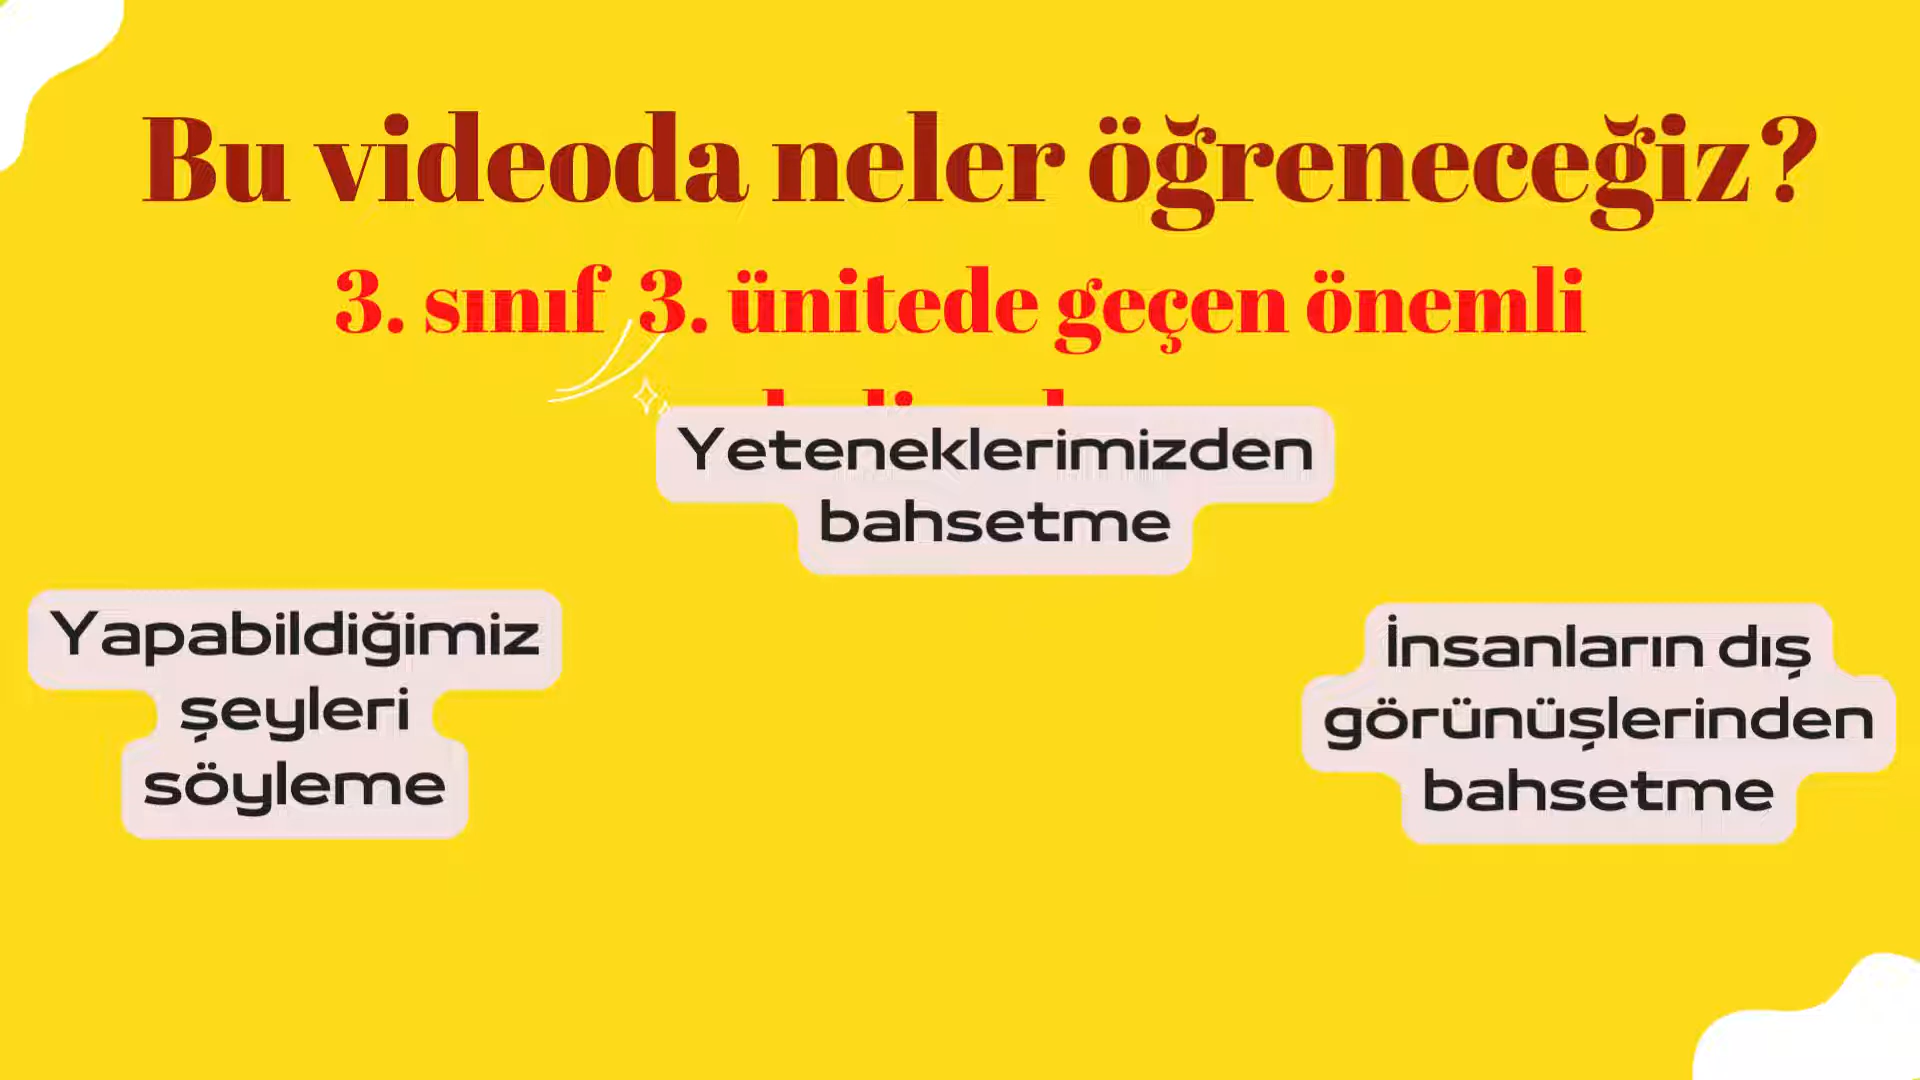 Bu videoda neler öğreneceğiz?
3. sınıf 3. ünitede geçen önemli
Yeteneklerimizden
bahsetme
Yapabildiğimiz
şeyleri
söyleme
İnsanların dış
görünüşlerinden
bahsetme